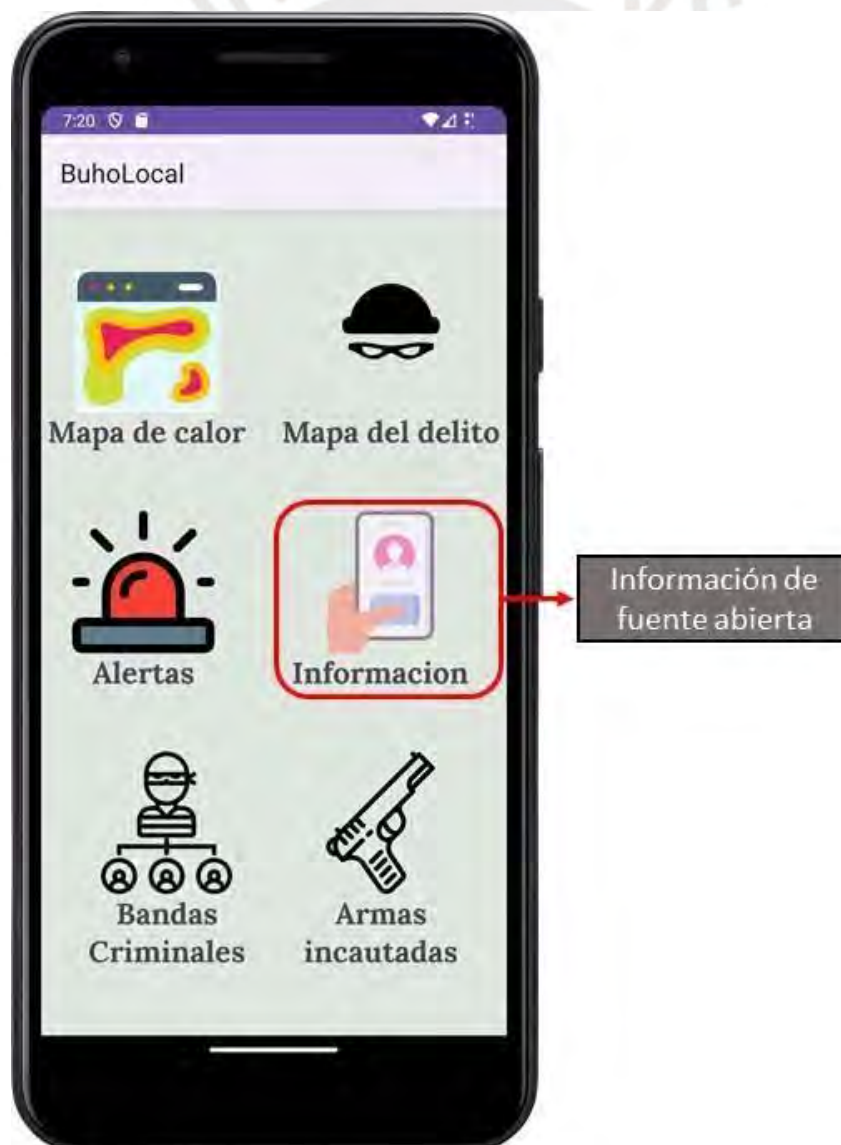 7:20
BuhoLocal
Mapa de calor
Mapa del delito
Alertas
Informacion
Información de
fuente abierta
Bandas
Criminales
Armas
incautadas